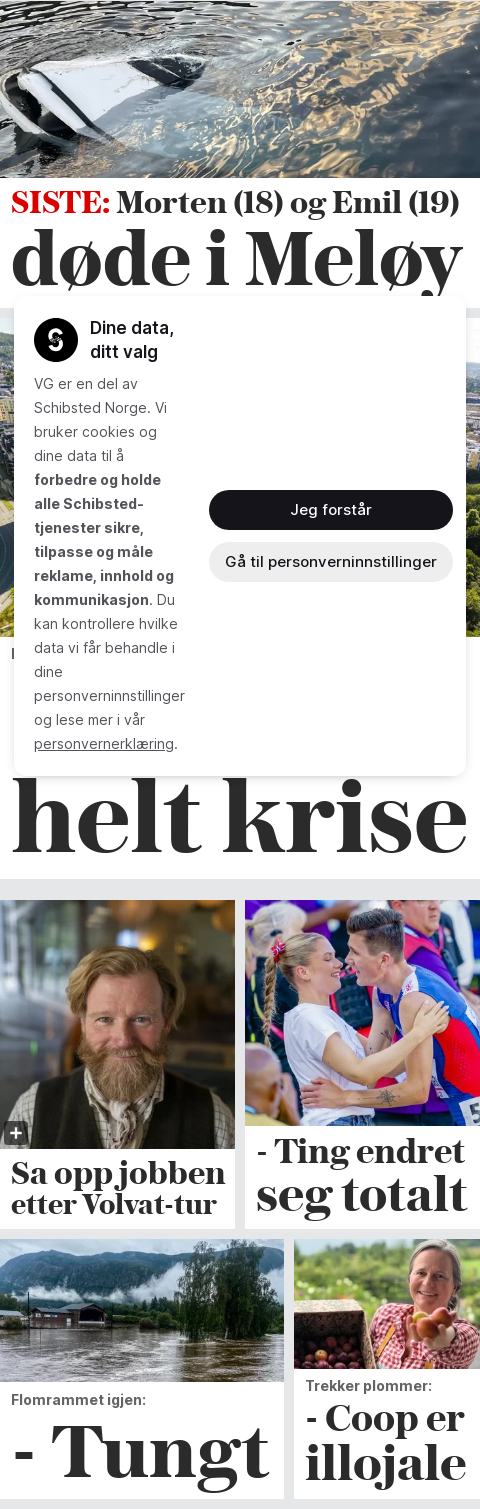 SISTE: Morten (18) og Emil (19)
døde i Meløy
Dine data,
ditt valg
VG er en del av
Schibsted Norge. Vi
bruker cookies og
dine data til å
forbedre og holde
alle Schibsted-
tjenester sikre,
tilpasse og måle
reklame, innhold og
kommunikasjon. Du
kan kontrollere hvilke
data vi får behandle i
dine
personverninnstillinger
og lese mer i vår
personvernerklæring.
Jeg forstår
Gå til personverninnstillinger
helt krise
Sa opp jobben
etter Volvat-tur
- Ting endret
seg totalt
Flomrammet igjen:
- Tungt
Trekker plommer:
- Coop er
illojale